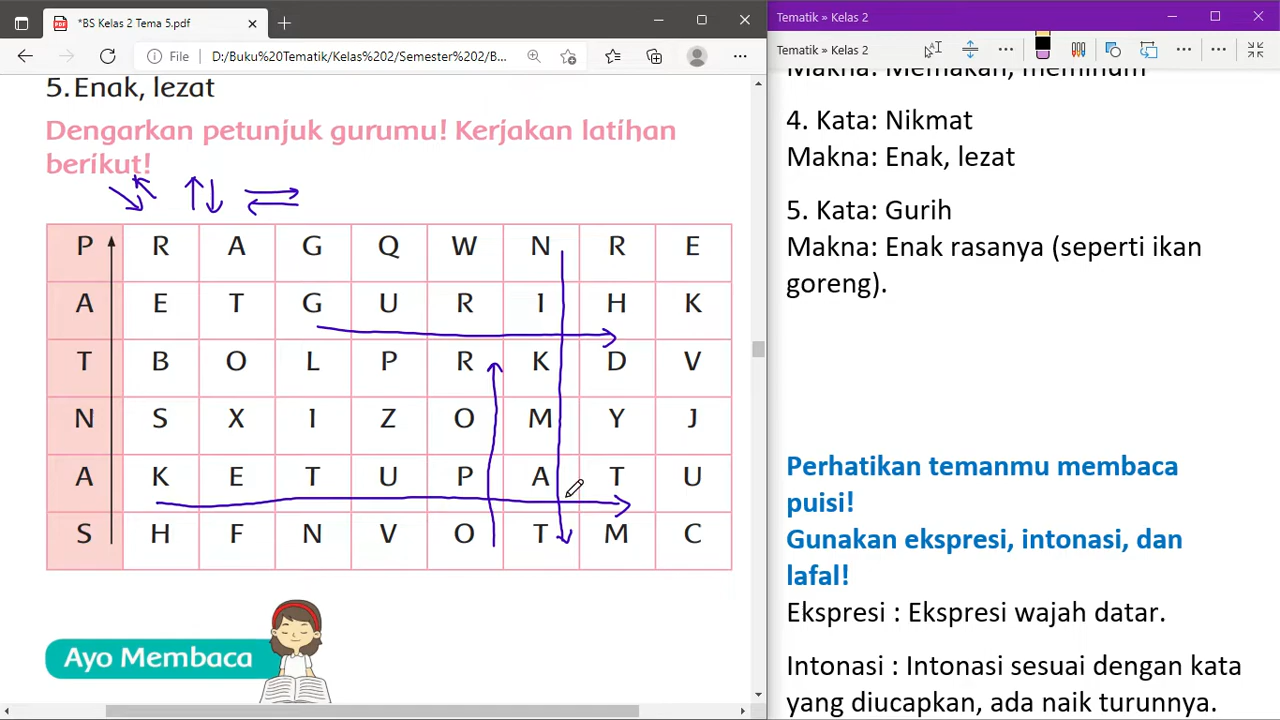 *BS Kelas 2 Tema 5.pdf
File
D:/Buku%20Tematik/Kelas%202/Semester%202/B...
5. Enak, lezat
Dengarkan petunjuk gurumu! Kerjakan latihan
berikut!
P R A G Q W N R E
A E T G U R I H K
T B O L P R K D V
N S X I Z O M Y J
A K E T U P A T U
S H F N V O T M C
Ayo Membaca
Tematik » Kelas 2
Tematik » Kelas 2
Makna: Memakan, meminum
4. Kata: Nikmat
Makna: Enak, lezat
5. Kata: Gurih
Makna: Enak rasanya (seperti ikan
goreng).
Perhatikan temanmu membaca
puisi!
Gunakan ekspresi, intonasi, dan
lafal!
Ekspresi : Ekspresi wajah datar.
Intonasi : Intonasi sesuai dengan kata
yang diucapkan, ada naik turunnya.